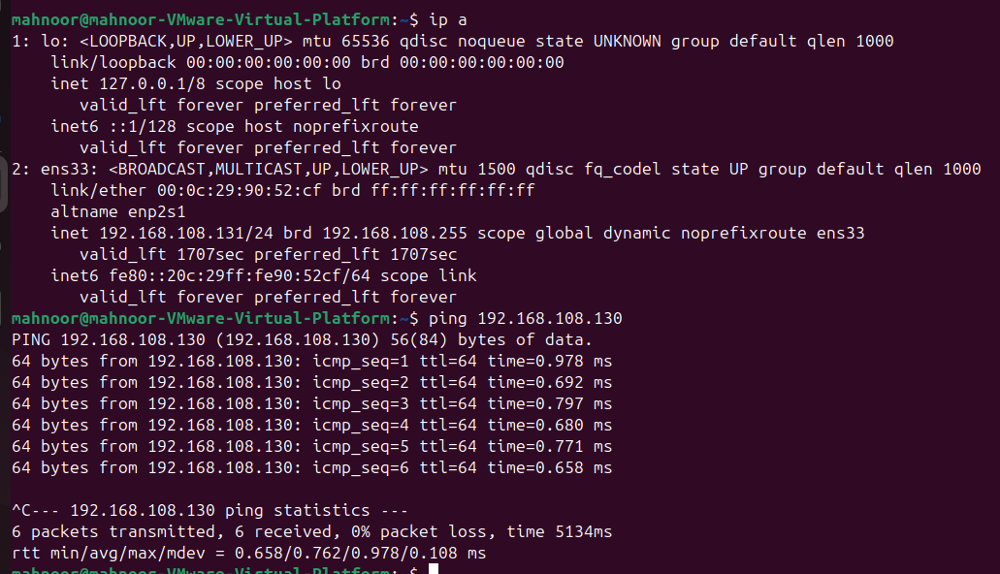 mahnoor@mahnoor-VMware-Virtual-Platform:~$ ip a
1: lo: <LOOPBACK,UP,LOWER_UP> mtu 65536 qdisc noqueue state UNKNOWN group default qlen 1000
    link/loopback 00:00:00:00:00:00 brd 00:00:00:00:00:00
    inet 127.0.0.1/8 scope host lo
       valid_lft forever preferred_lft forever
    inet6 ::1/128 scope host noprefixroute
       valid_lft forever preferred_lft forever
2: ens33: <BROADCAST,MULTICAST,UP,LOWER_UP> mtu 1500 qdisc fq_codel state UP group default qlen 1000
    link/ether 00:0c:29:90:52:cf brd ff:ff:ff:ff:ff:ff
    altname enp2s1
    inet 192.168.108.131/24 brd 192.168.108.255 scope global dynamic noprefixroute ens33
       valid_lft 1707sec preferred_lft 1707sec
    inet6 fe80::20c:29ff:fe90:52cf/64 scope link
       valid_lft forever preferred_lft forever
mahnoor@mahnoor-VMware-Virtual-Platform:~$ ping 192.168.108.130
PING 192.168.108.130 (192.168.108.130) 56(84) bytes of data.
64 bytes from 192.168.108.130: icmp_seq=1 ttl=64 time=0.978 ms
64 bytes from 192.168.108.130: icmp_seq=2 ttl=64 time=0.692 ms
64 bytes from 192.168.108.130: icmp_seq=3 ttl=64 time=0.797 ms
64 bytes from 192.168.108.130: icmp_seq=4 ttl=64 time=0.680 ms
64 bytes from 192.168.108.130: icmp_seq=5 ttl=64 time=0.771 ms
64 bytes from 192.168.108.130: icmp_seq=6 ttl=64 time=0.658 ms
^C--- 192.168.108.130 ping statistics ---
6 packets transmitted, 6 received, 0% packet loss, time 5134ms
rtt min/avg/max/mdev = 0.658/0.762/0.978/0.108 ms
mahnoor@mahnoor-VMware-Virtual-Platform:~$